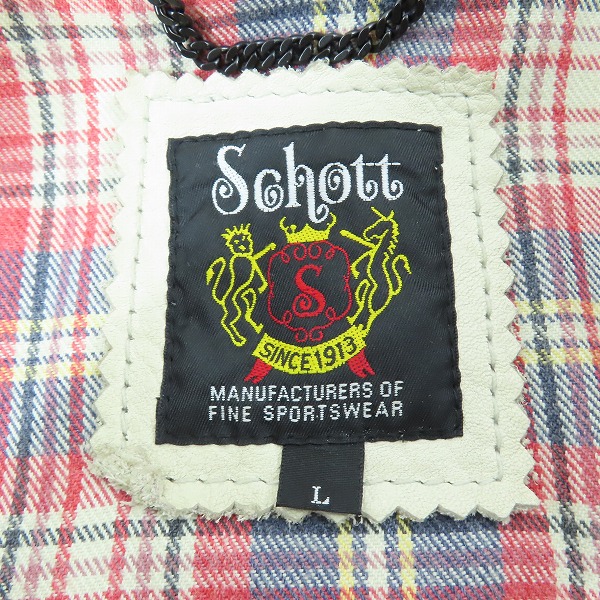 Schott
S
SINCE 1913
MANUFACTURERS OF
FINE SPORTSWEAR
L